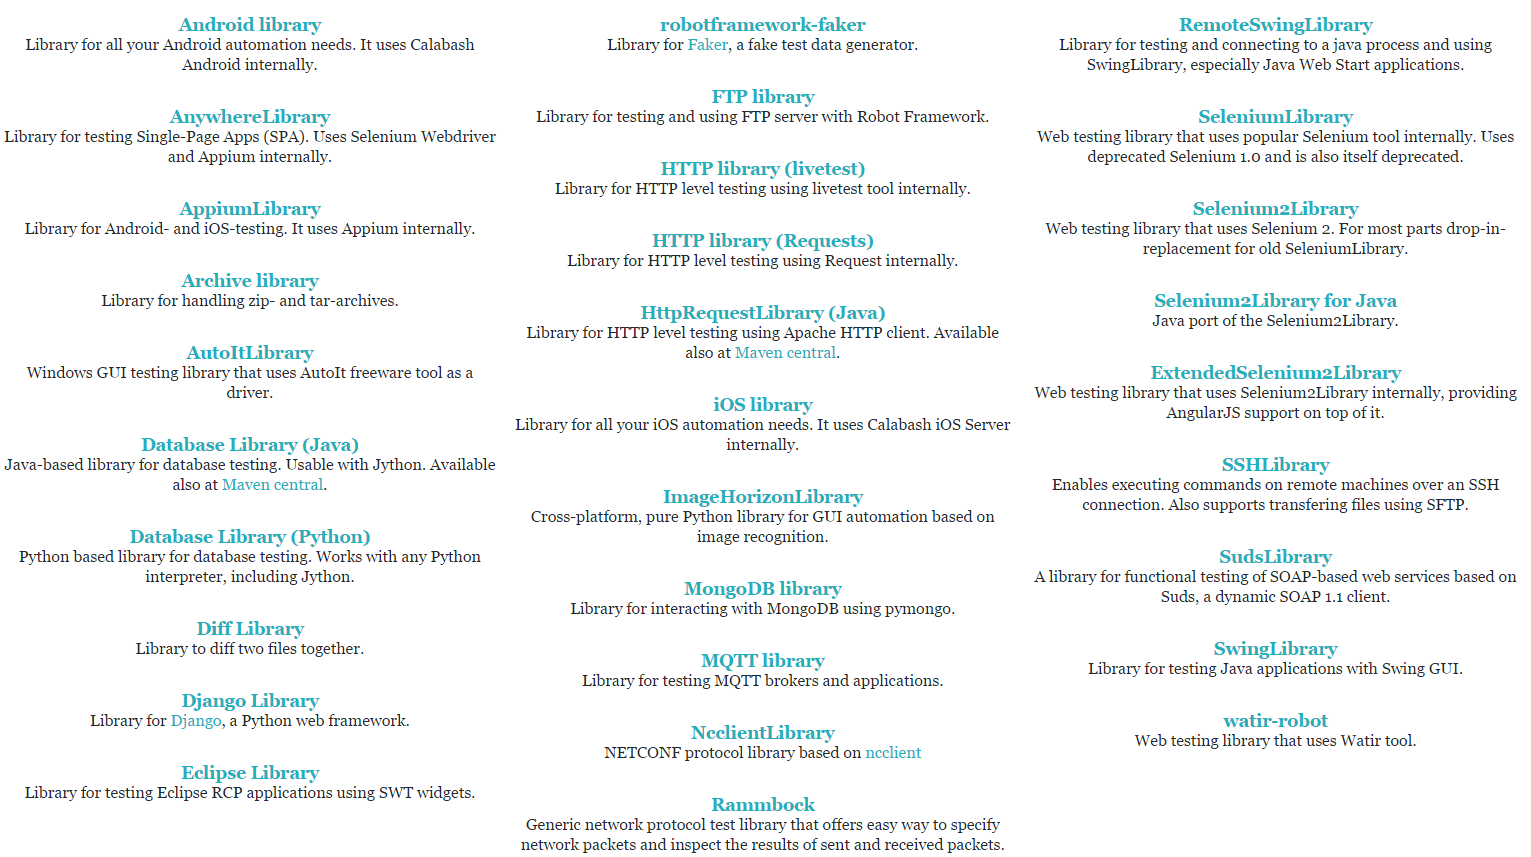 Android library
Library for all your Android automation needs. It uses Calabash
Android internally.
AnywhereLibrary
Library for testing Single-Page Apps (SPA). Uses Selenium Webdriver
and Appium internally.
AppiumLibrary
Library for Android- and iOS-testing. It uses Appium internally.
Archive library
Library for handling zip- and tar-archives.
AutoItLibrary
Windows GUI testing library that uses AutoIt freeware tool as a
driver.
Database Library (Java)
Java-based library for database testing. Usable with Jython. Available
also at Maven central.
Database Library (Python)
Python based library for database testing. Works with any Python
interpreter, including Jython.
Diff Library
Library to diff two files together.
Django Library
Library for Django, a Python web framework.
Eclipse Library
Library for testing Eclipse RCP applications using SWT widgets.
robotframework-faker
Library for Faker, a fake test data generator.
FTP library
Library for testing and using FTP server with Robot Framework.
HTTP library (livetest)
Library for HTTP level testing using livetest tool internally.
HTTP library (Requests)
Library for HTTP level testing using Request internally.
HttpRequestLibrary (Java)
Library for HTTP level testing using Apache HTTP client. Available
also at Maven central.
iOS library
Library for all your iOS automation needs. It uses Calabash iOS Server
internally.
ImageHorizonLibrary
Cross-platform, pure Python library for GUI automation based on
image recognition.
MongoDB library
Library for interacting with MongoDB using pymongo.
MQTT library
Library for testing MQTT brokers and applications.
NcclientLibrary
NETCONF protocol library based on ncclient
Rammbock
Generic network protocol test library that offers easy way to specify
network packets and inspect the results of sent and received packets.
RemoteSwingLibrary
Library for testing and connecting to a java process and using
SwingLibrary, especially Java Web Start applications.
SeleniumLibrary
Web testing library that uses popular Selenium tool internally. Uses
deprecated Selenium 1.0 and is also itself deprecated.
Selenium2Library
Web testing library that uses Selenium 2. For most parts drop-in-
replacement for old SeleniumLibrary.
Selenium2Library for Java
Java port of the Selenium2Library.
ExtendedSelenium2Library
Web testing library that uses Selenium2Library internally, providing
AngularJS support on top of it.
SSHLibrary
Enables executing commands on remote machines over an SSH
connection. Also supports transfering files using SFTP.
SudsLibrary
A library for functional testing of SOAP-based web services based on
Suds, a dynamic SOAP 1.1 client.
SwingLibrary
Library for testing Java applications with Swing GUI.
watir-robot
Web testing library that uses Watir tool.